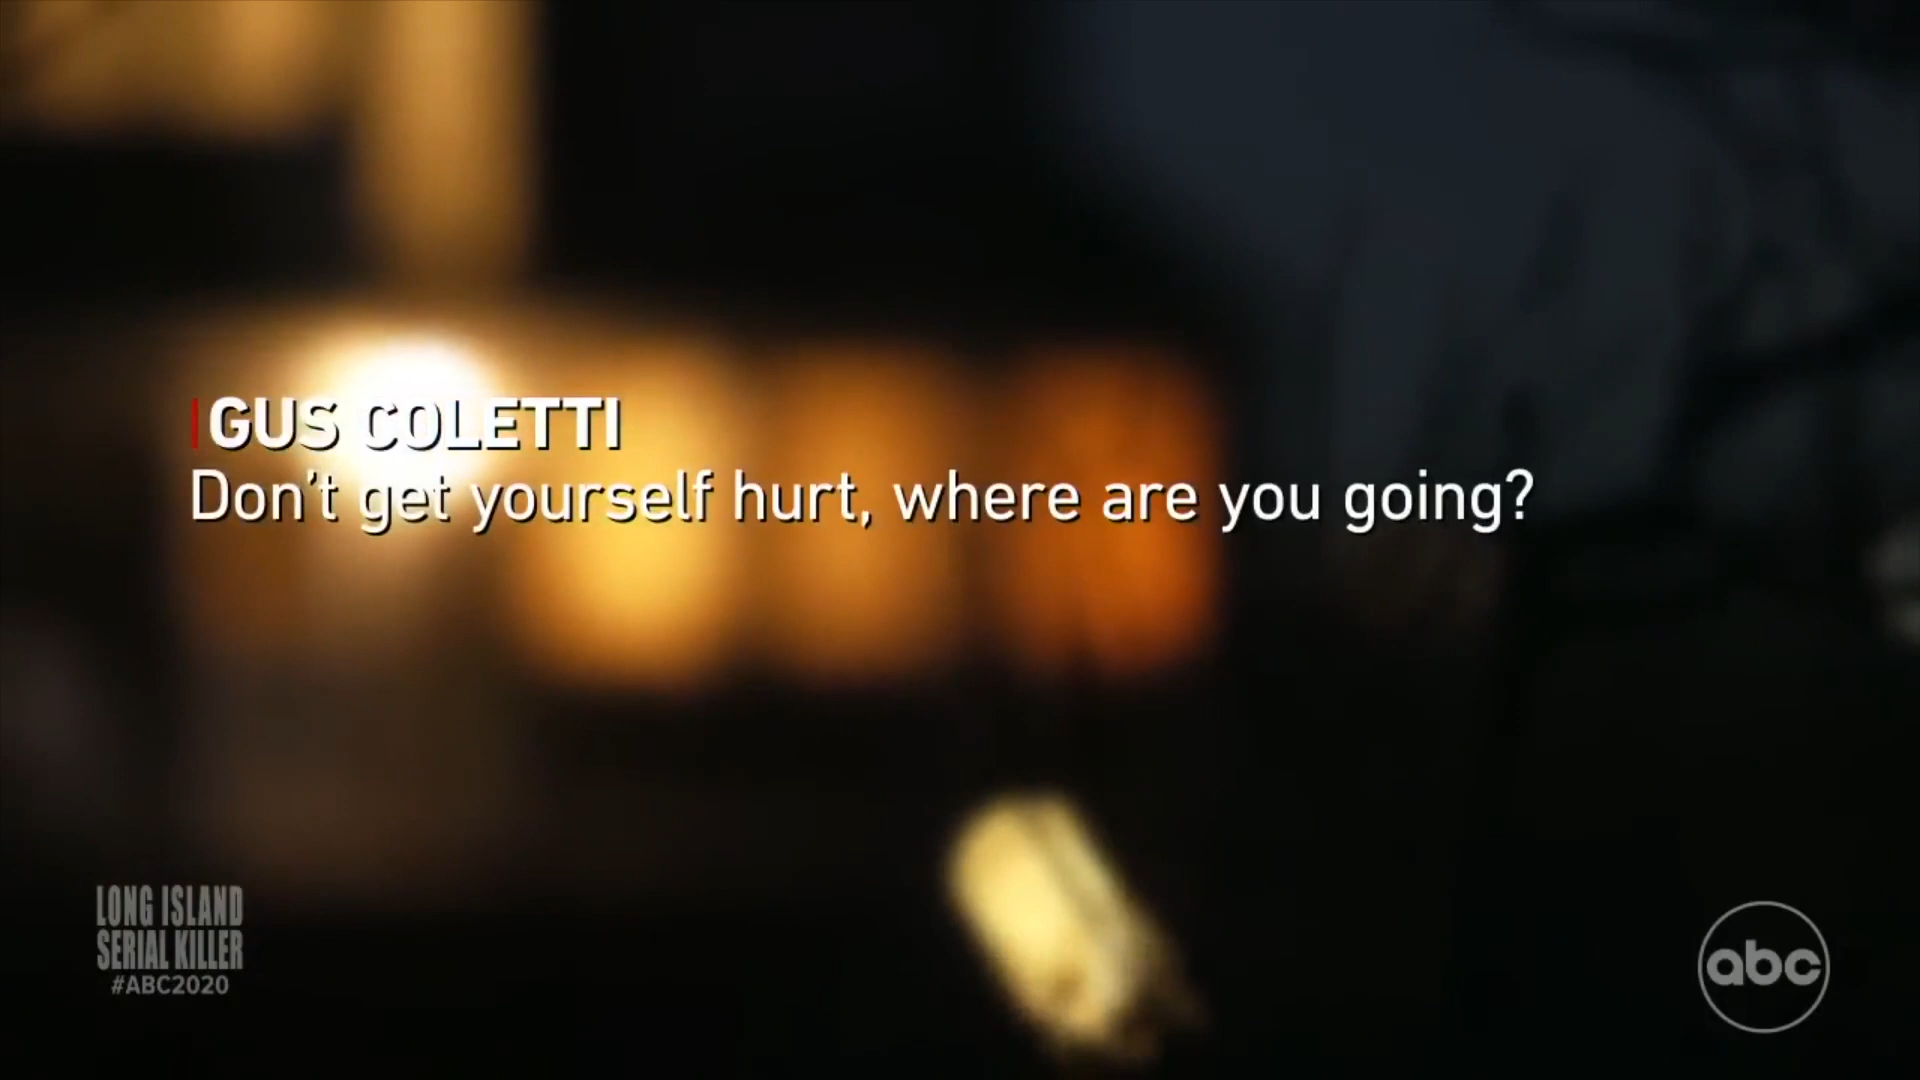 GUS COLETTI
Don't get yourself hurt, where are you going?
LONG ISLAND
SERIAL KILLER
#ABC2020
abc